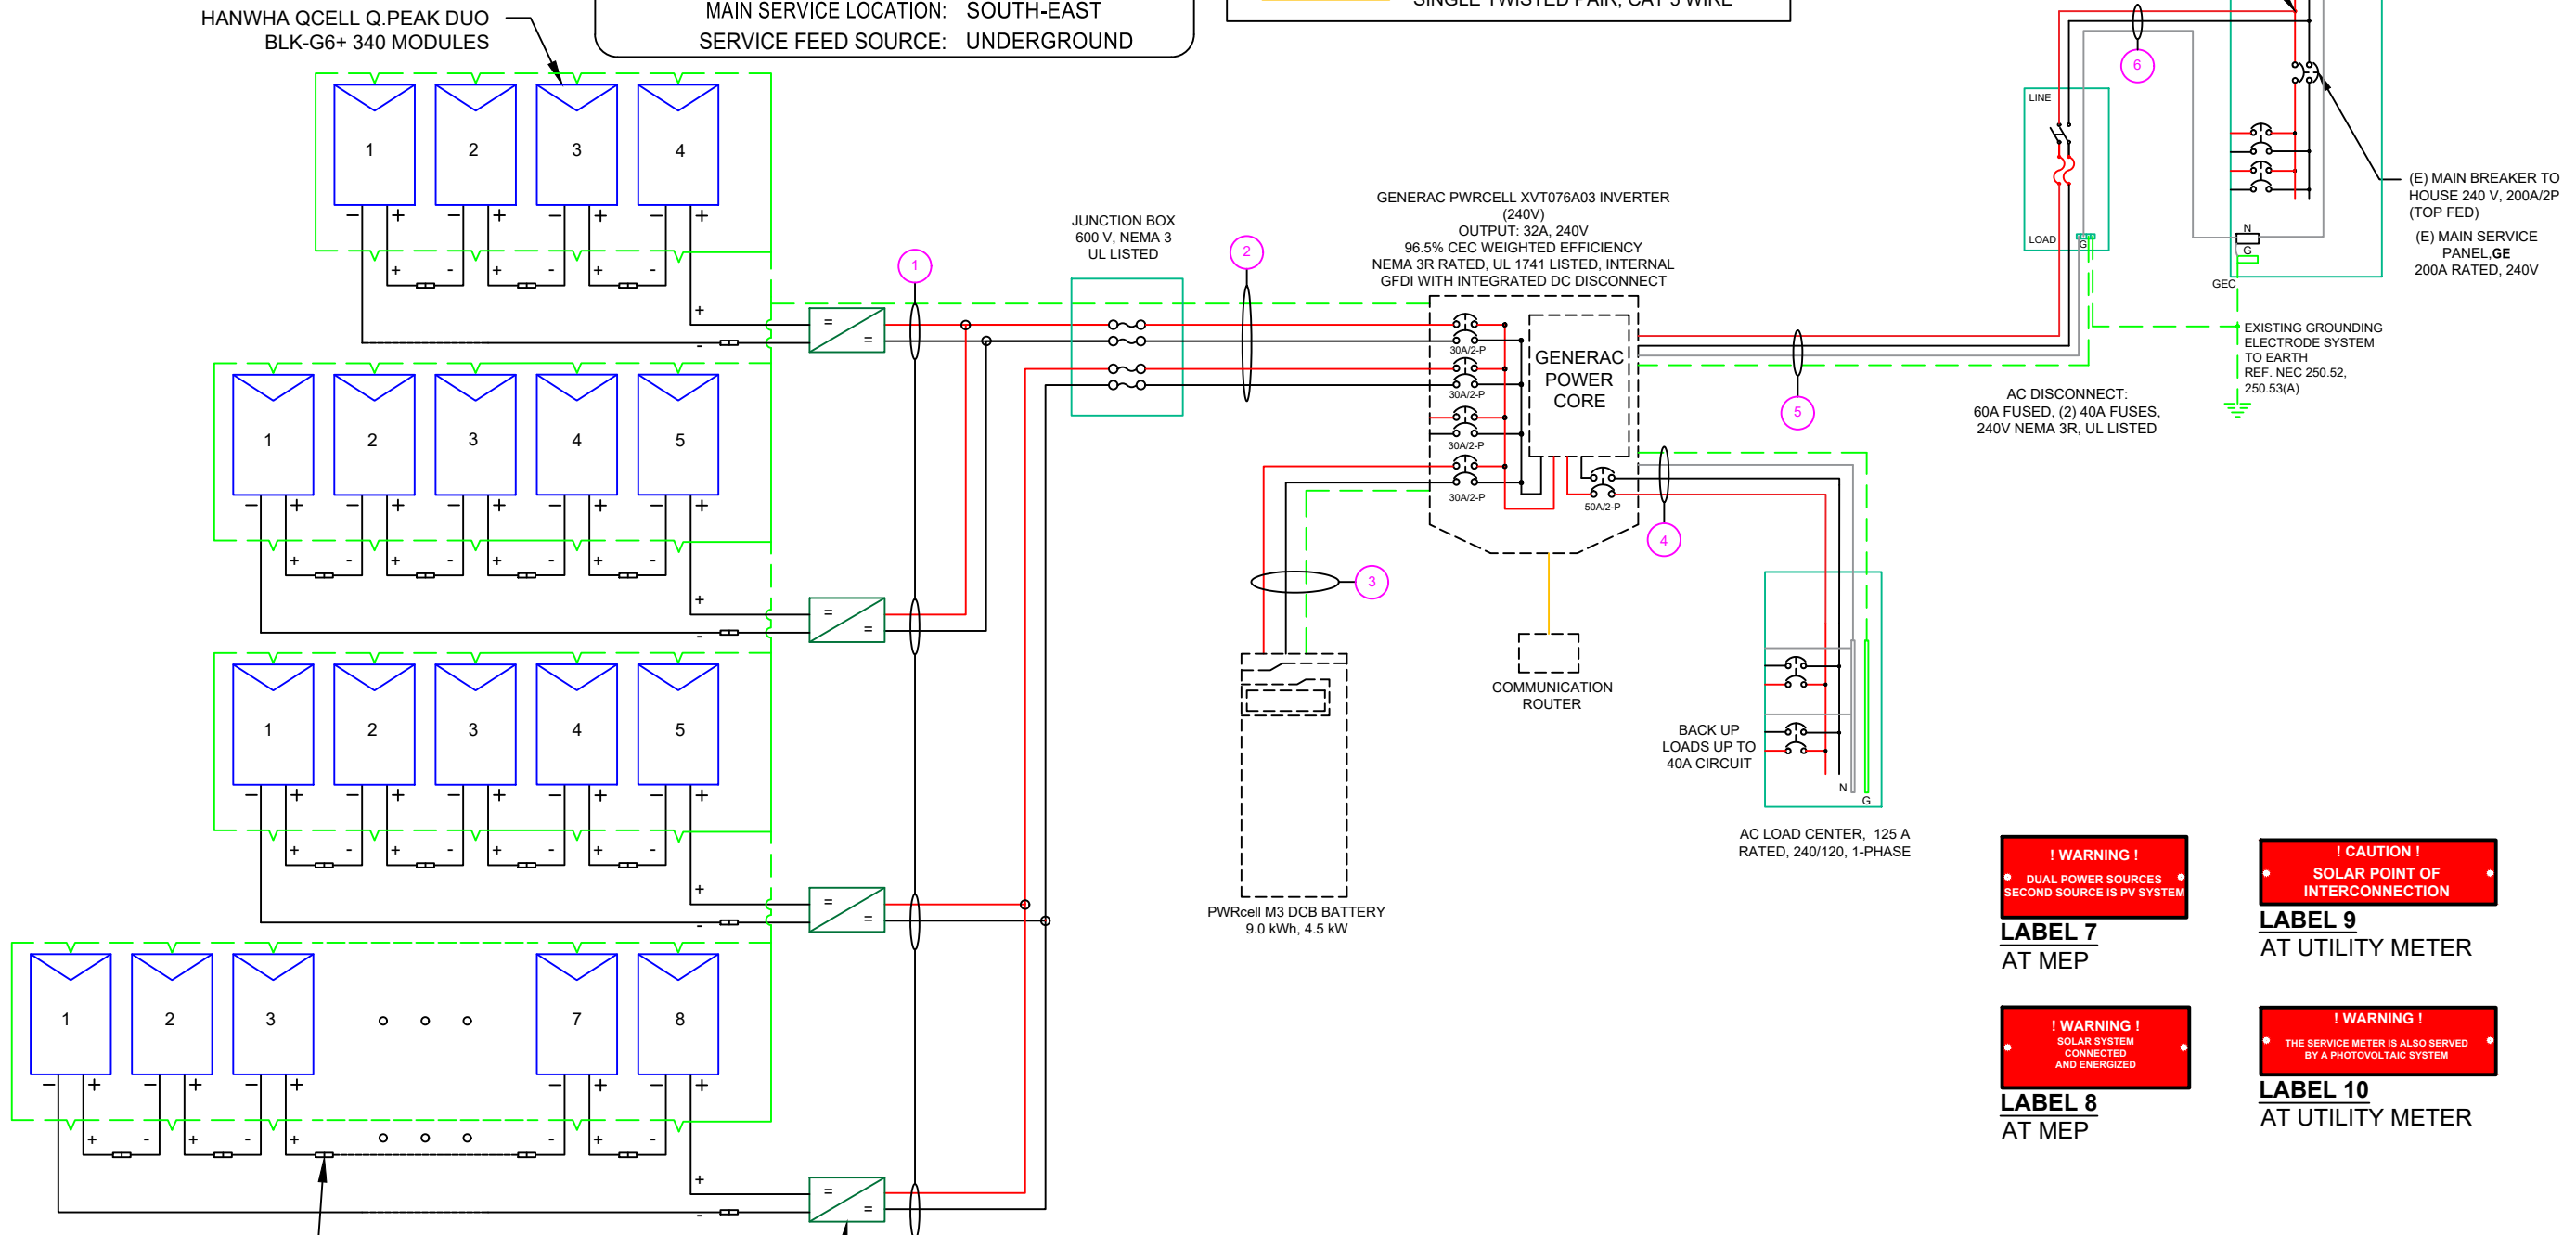 HANWHA QCELL Q.PEAK DUO
BLK-G6+ 340 MODULES
MAIN SERVICE LOCATION: SOUTH-EAST
SERVICE FEED SOURCE: UNDERGROUND
SINGLE TWISTED PAIR, CAT 5 WIRE
1 2 3 4
− + − + − + − +
+ - + - + -
+
-
= =
1
JUNCTION BOX
600 V, NEMA 3
UL LISTED
2
GENERAC PWRCELL XVT076A03 INVERTER
(240V)
OUTPUT: 32A, 240V
96.5% CEC WEIGHTED EFFICIENCY
NEMA 3R RATED, UL 1741 LISTED, INTERNAL
GFDI WITH INTEGRATED DC DISCONNECT
30A/2-P
30A/2-P
30A/2-P
30A/2-P
GENERAC
POWER
CORE
50A/2-P
6
LINE
LOAD
G
N
G
GEC
(E) MAIN BREAKER TO
HOUSE 240 V, 200A/2P
(TOP FED)
(E) MAIN SERVICE
PANEL,GE
200A RATED, 240V
EXISTING GROUNDING
ELECTRODE SYSTEM
TO EARTH
REF. NEC 250.52,
250.53(A)
5
AC DISCONNECT:
60A FUSED, (2) 40A FUSES,
240V NEMA 3R, UL LISTED
4
3
1 2 3 4 5
− + − + − + − + − +
+ - + - + - + -
+
-
= =
COMMUNICATION
ROUTER
BACK UP
LOADS UP TO
40A CIRCUIT
N
G
AC LOAD CENTER, 125 A
RATED, 240/120, 1-PHASE
PWRcell M3 DCB BATTERY
9.0 kWh, 4.5 kW
1 2 3 4 5
− + − + − + − + − +
+ - + - + - + -
+
-
= =
1 2 3 7 8
− + − + − + − + − +
+ - + - + - + -
+
-
= =
! WARNING !
DUAL POWER SOURCES
SECOND SOURCE IS PV SYSTEM
LABEL 7
AT MEP
! CAUTION !
SOLAR POINT OF
INTERCONNECTION
LABEL 9
AT UTILITY METER
! WARNING !
SOLAR SYSTEM
CONNECTED
AND ENERGIZED
LABEL 8
AT MEP
! WARNING !
THE SERVICE METER IS ALSO SERVED
BY A PHOTOVOLTAIC SYSTEM
LABEL 10
AT UTILITY METER